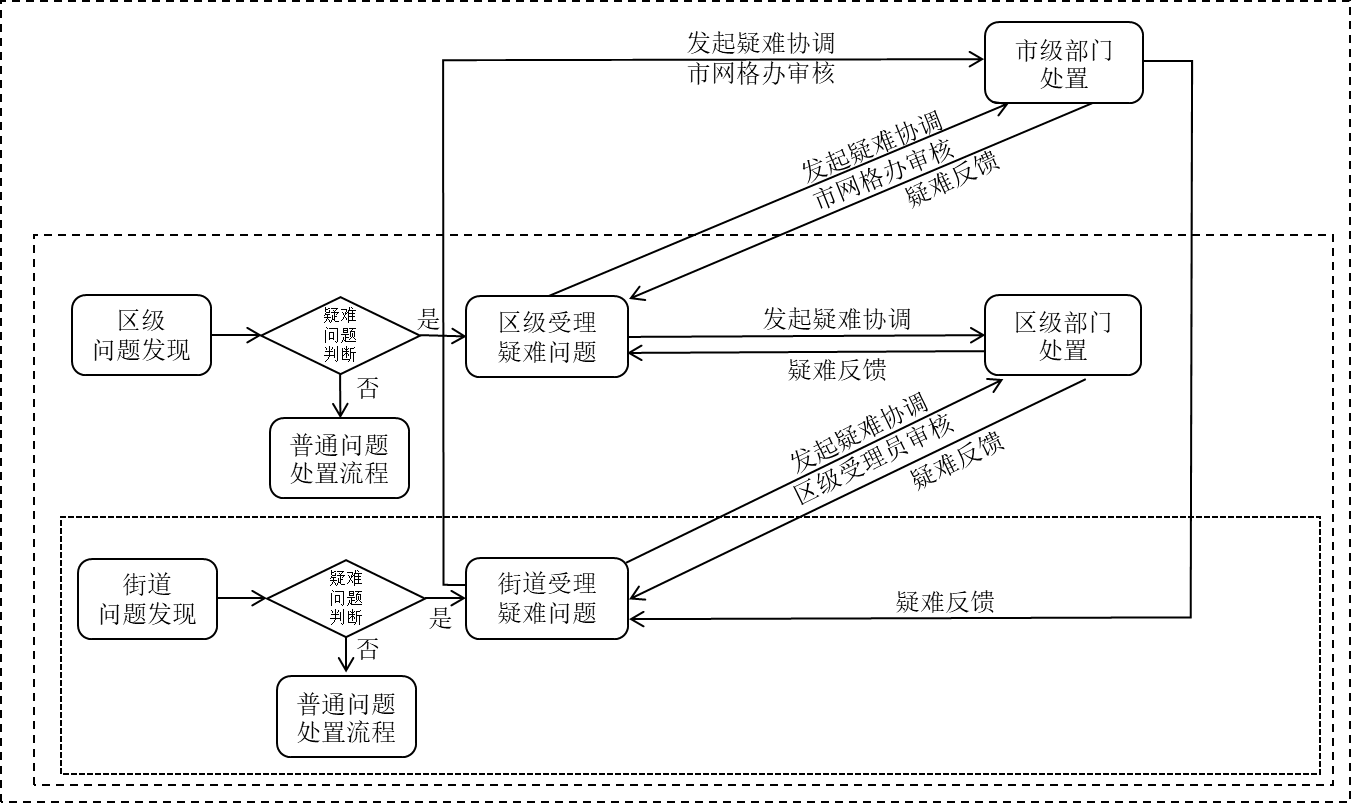 发起疑难协调
市网格办审核
市级部门
处置
发起疑难协调
市网格办审核
疑难反馈
区级
问题发现
疑难
问题
判断
是
否
区级受理
疑难问题
发起疑难协调
疑难反馈
区级部门
处置
普通问题
处置流程
发起疑难协调
区级受理员审核
疑难反馈
街道
问题发现
疑难
问题
判断
是
否
街道受理
疑难问题
疑难反馈
普通问题
处置流程